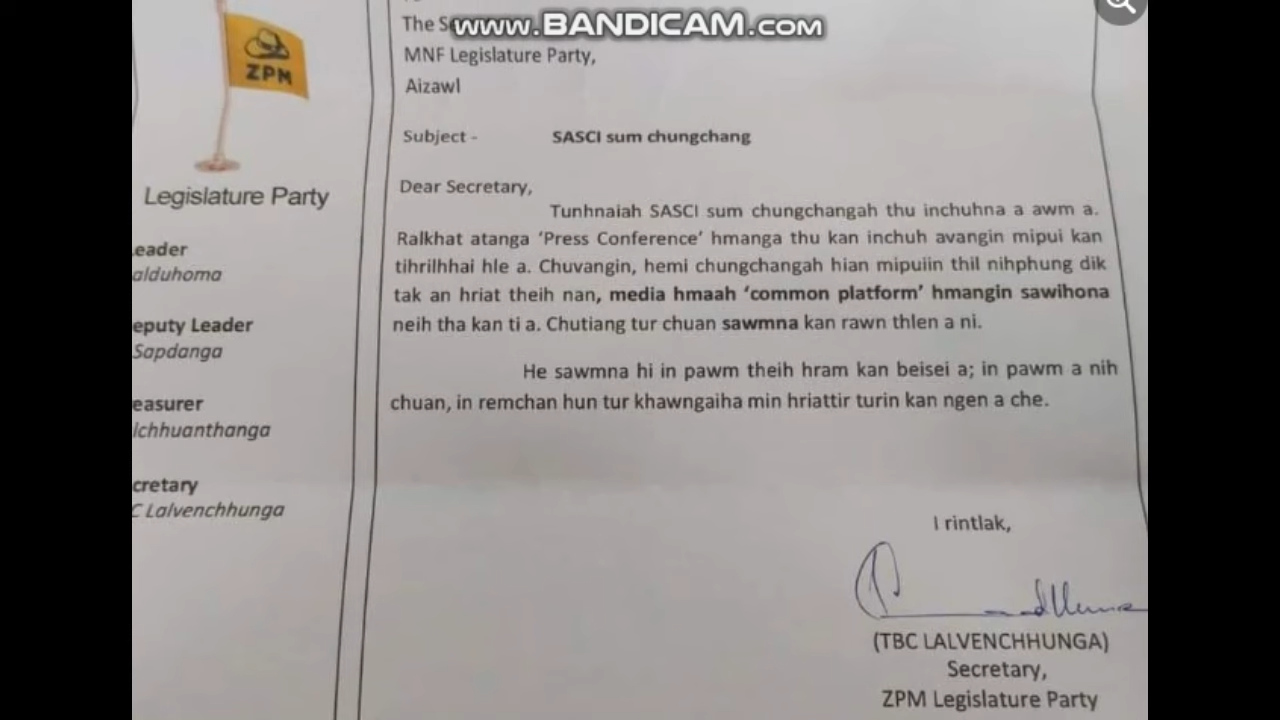 www.BANDICAM.com
The
MNF Legislature Party,
Aizawl
Subject - SASCI sum chungchang
Dear Secretary,
Tunhnaiah SASCI sum chungchangah thu inchuhna a awm a.
Ralkhat atanga ‘Press Conference’ hmanga thu kan inchuh avangin mipui kan
tihrilhhai hle a. Chuvangin, hemi chungchangah hian mipuiin thil nihphung dik
tak an hriat theih nan, media hmaah ‘common platform’ hmangin sawihona
neih tha kan ti a. Chutiang tur chuan sawmna kan rawn thlen a ni.
He sawmna hi in pawm theih hram kan beisei a; in pawm a nih
chuan, in remchan hun tur khawngaiha min hriattir turin kan ngen a che.
I rintlak,
(TBC LALVENCHHUNGA)
Secretary,
ZPM Legislature Party
ZPM
Legislature Party
eader
alduhoma
eputy Leader
Sapdanga
easurer
ichhuanthanga
cretary
C Lalvenchhunga